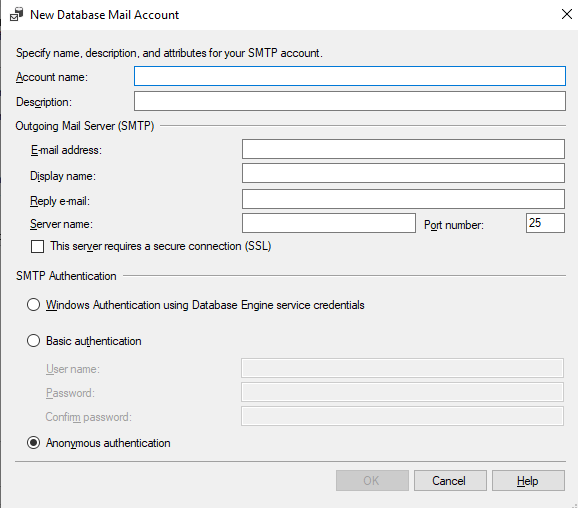 New Database Mail Account
Specify name, description, and attributes for your SMTP account.
Account name:
Description:
Outgoing Mail Server (SMTP)
E-mail address:
Display name:
Reply e-mail:
Server name:
Port number: 25
This server requires a secure connection (SSL)
SMTP Authentication
Windows Authentication using Database Engine service credentials
Basic authentication
User name:
Password:
Confirm password:
Anonymous authentication
OK Cancel Help